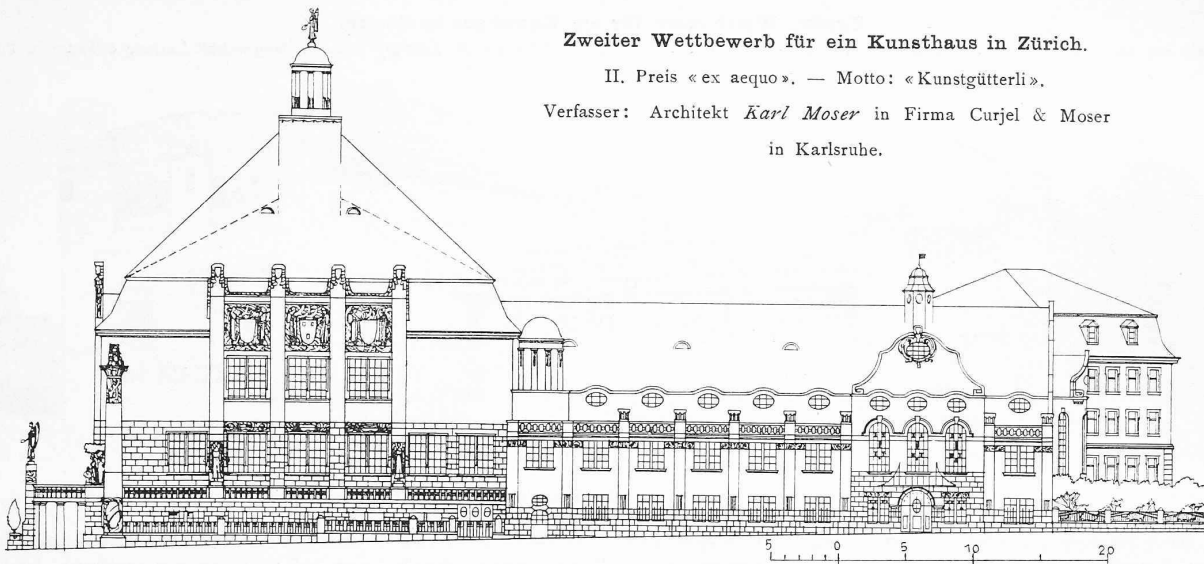 Zweiter Wettbewerb für ein Kunsthaus in Zürich.
II. Preis «ex aequo». — Motto: «Kunstgütterli».
Verfasser: Architekt Karl Moser in Firma Curjel & Moser
in Karlsruhe.
5 0 5 10 20